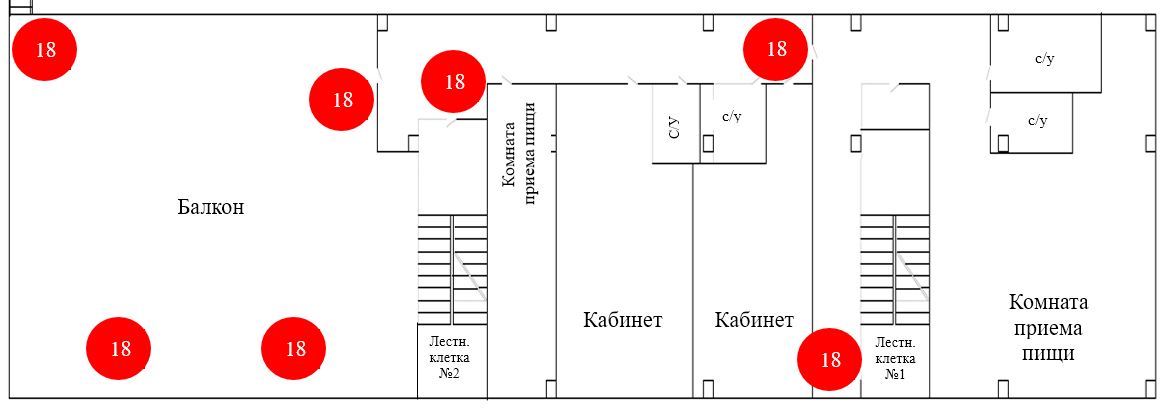 18
18
18
18
с/у
с/у
с/у
с/у
Комната
приема пищи
Балкон
Комната
приема
пищи
Кабинет
Кабинет
18
18
18
Лестн.
клетка
№2
Лестн.
клетка
№1